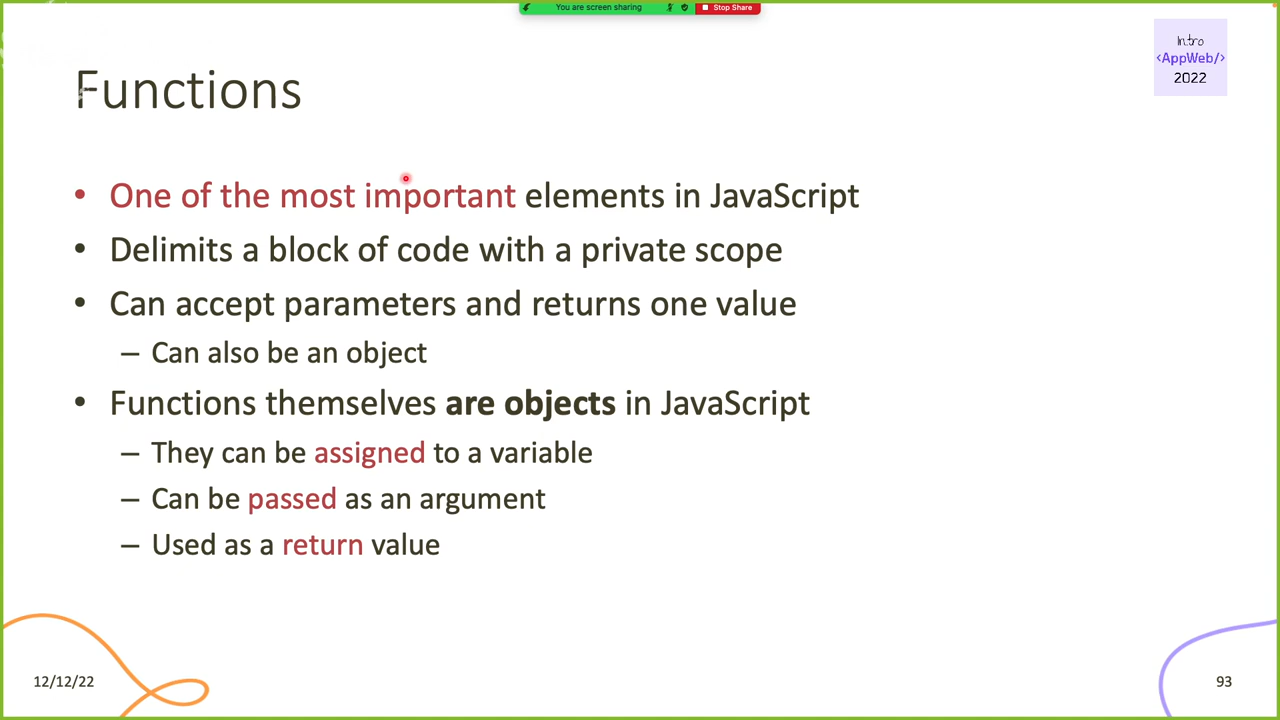 You are screen sharing
Stop Share
Intro
<AppWeb/>
2022
Functions
• One of the most important elements in JavaScript
• Delimits a block of code with a private scope
• Can accept parameters and returns one value
– Can also be an object
• Functions themselves are objects in JavaScript
– They can be assigned to a variable
– Can be passed as an argument
– Used as a return value
12/12/22
93